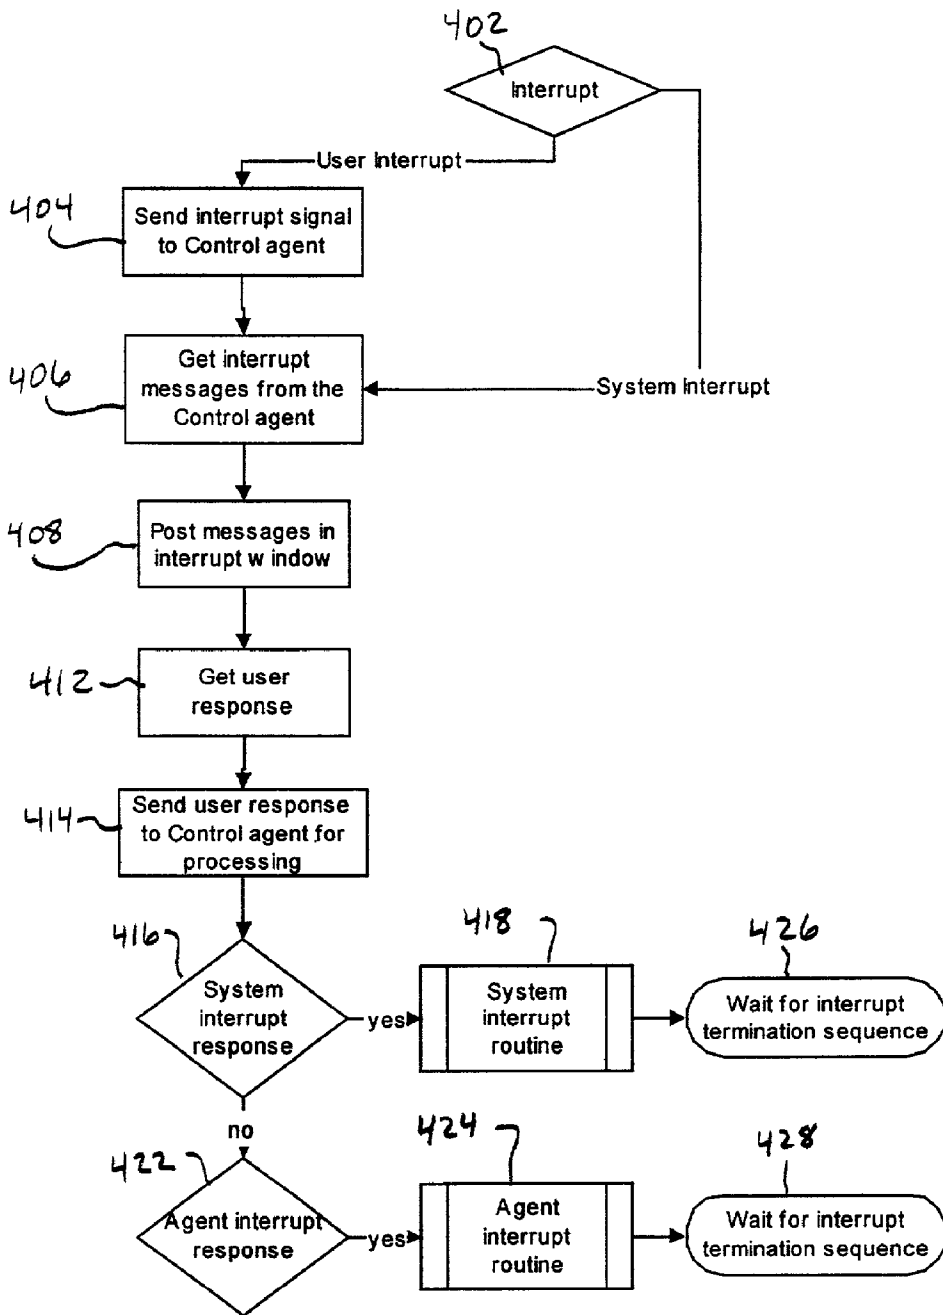 402
Interrupt
User Interrupt
404
Send interrupt signal
to Control agent
406
Get interrupt
messages from the
Control agent
System Interrupt
408
Post messages in
interrupt w indow
412
Get user
response
414
Send user response
to Control agent for
processing
416
System
interrupt
response
yes
418
System
interrupt
routine
426
Wait for interrupt
termination sequence
no
422
Agent interrupt
response
yes
424
Agent
interrupt
routine
428
Wait for interrupt
termination sequence